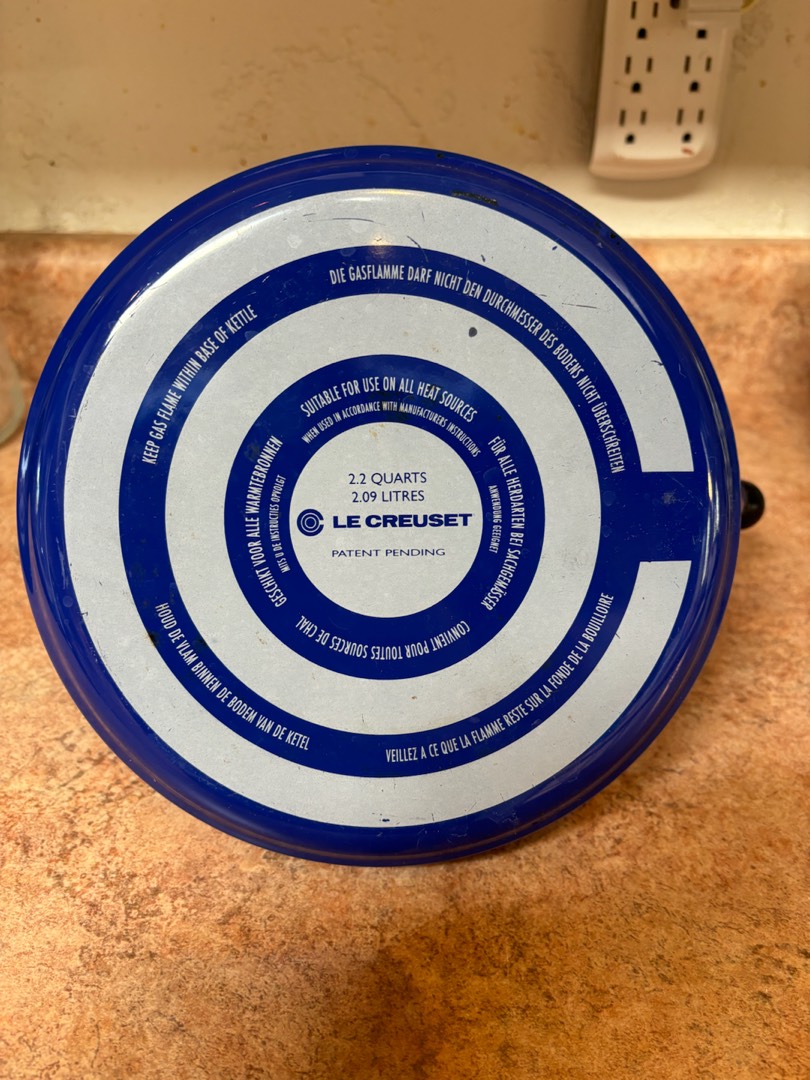 2.2 QUARTS
2.09 LITRES
LE CREUSET
PATENT PENDING
SUITABLE FOR USE ON ALL HEAT SOURCES
WHEN USED IN ACCORDANCE WITH MANUFACTURERS INSTRUCTIONS
FÜR ALLE HERDARTEN BEI SACHGEMÄSSER
ANWENDUNG GEEIGNET
CONVIENT POUR TOUTES SOURCES DE CHAL
GESCHIKT VOOR ALLE WARMTEBRONNEN
MITS U DE INSTRUCTIES OPVOLGT
KEEP GAS FLAME WITHIN BASE OF KETTLE
DIE GASFLAMME DARF NICHT DEN DURCHMESSER DES BODENS NICHT ÜBERSCHREITEN
VEILLEZ A CE QUE LA FLAMME RESTE SUR LA FONDE DE LA BOUILLOIRE
HOUD DE VLAM BINNEN DE BODEM VAN DE KETEL